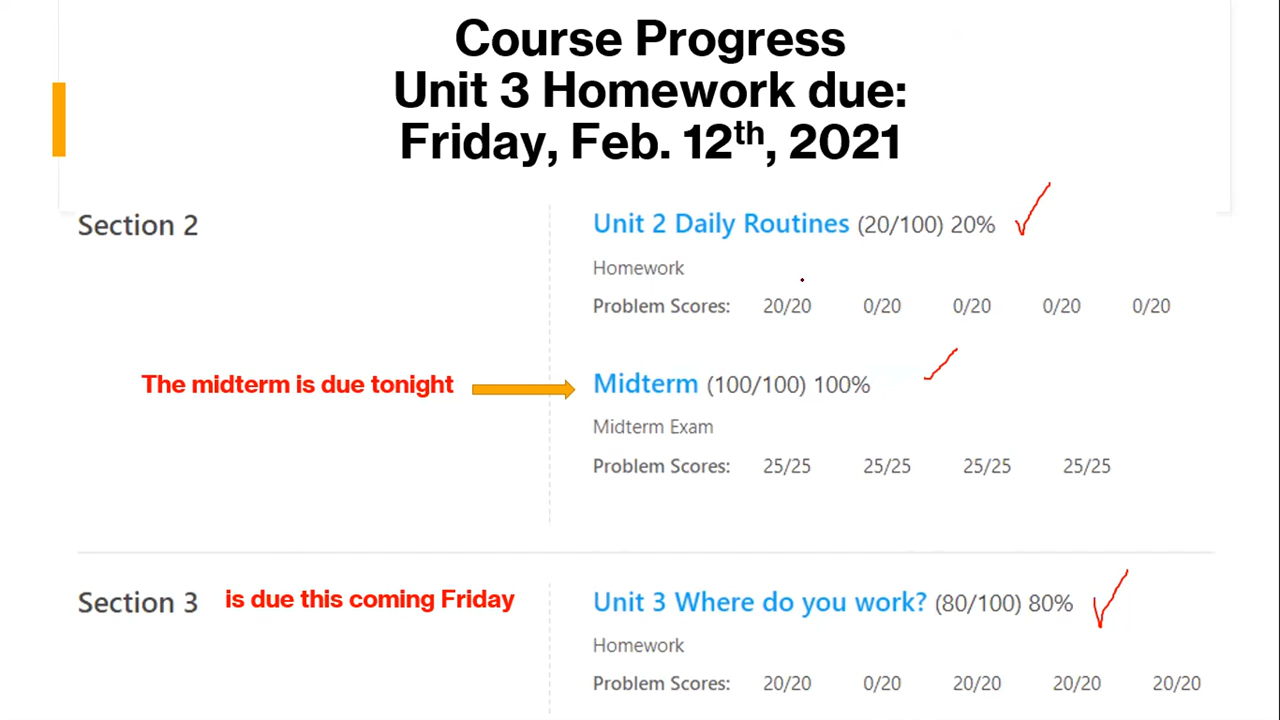 Course Progress
Unit 3 Homework due:
Friday, Feb. 12th, 2021
Section 2
Unit 2 Daily Routines (20/100) 20%
Homework
Problem Scores: 20/20 0/20 0/20 0/20 0/20
The midterm is due tonight
Midterm (100/100) 100%
Midterm Exam
Problem Scores: 25/25 25/25 25/25 25/25
Section 3 is due this coming Friday
Unit 3 Where do you work? (80/100) 80%
Homework
Problem Scores: 20/20 0/20 20/20 20/20 20/20